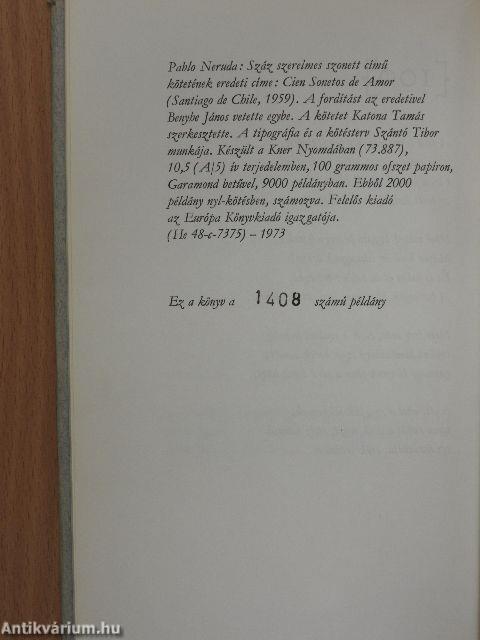 Pablo Neruda: Száz szerelmes szonett című
kötetének eredeti címe: Cien Sonetos de Amor
(Santiago de Chile, 1959). A fordítást az eredetivel
Benyhe János vetette egybe. A kötetet Katona Tamás
szerkesztette. A tipográfia és a kötésterv Szántó Tibor
munkája. Készült a Kner Nyomdában (73.887),
10,5 (A/5) ív terjedelemben, 100 grammos ofszet papíron,
Garamond betűvel, 9000 példányban. Ebből 2000
példány nyl-kötésben, számozva. Felelős kiadó
az Európa Könyvkiadó igazgatója.
(He 48-c-7375) – 1973
Ez a könyv a 1408 számú példány
Antikvárium.hu